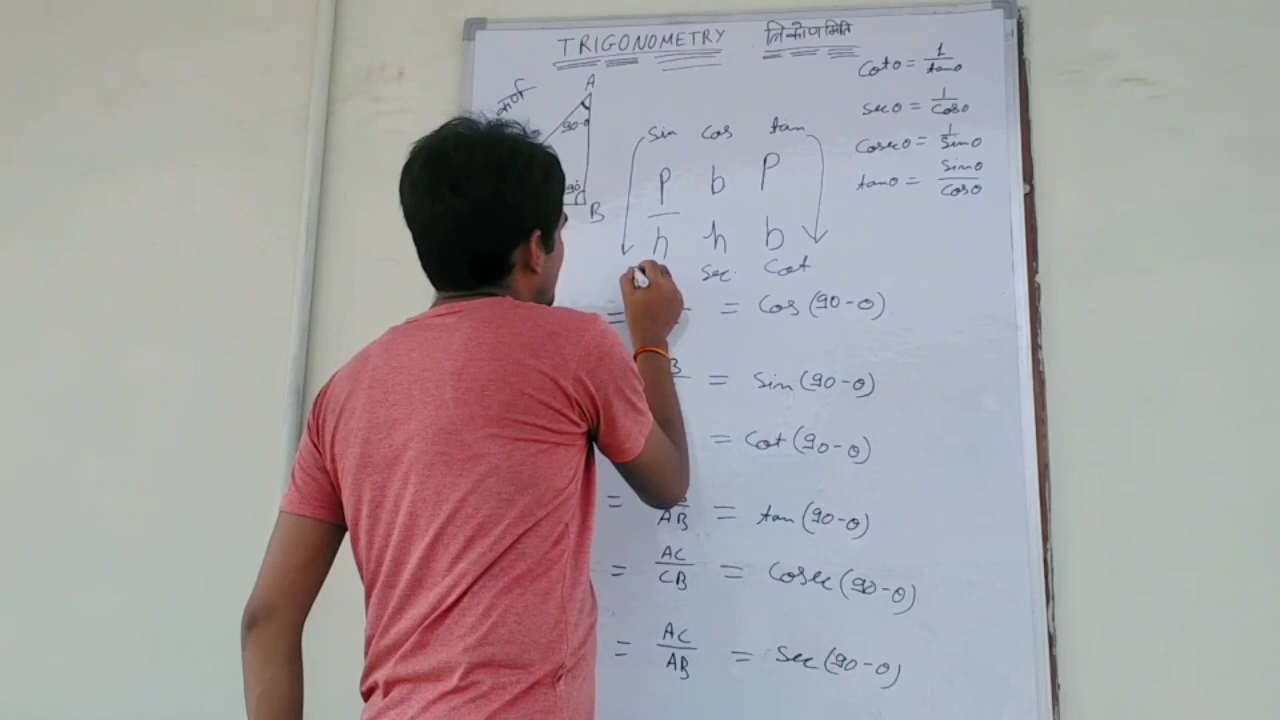 TRIGONOMETRY त्रिकोणमिति
A
कर्ण
90-θ
90°
B
sin cos tan
P b P
h h b
sec. Cot
Cotθ = 1/tanθ
secθ = 1/Cosθ
Cosecθ = 1/Sinθ
tanθ = Sinθ/Cosθ
= = Cos (90-θ)
B = Sin (90-θ)
= Cot (90-θ)
= AB = tan (90-θ)
= AC/CB = Cosec (90-θ)
= AC/AB = Sec (90-θ)